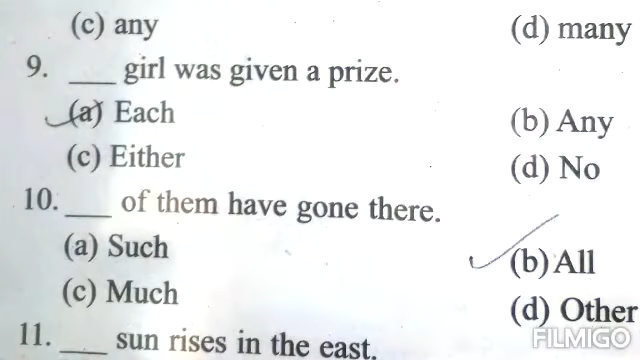 (c) any (d) many
9. ___ girl was given a prize.
(a) Each (b) Any
(c) Either (d) No
10. ___ of them have gone there.
(a) Such (b) All
(c) Much (d) Other
11. ___ sun rises in the east.
FILMIGO